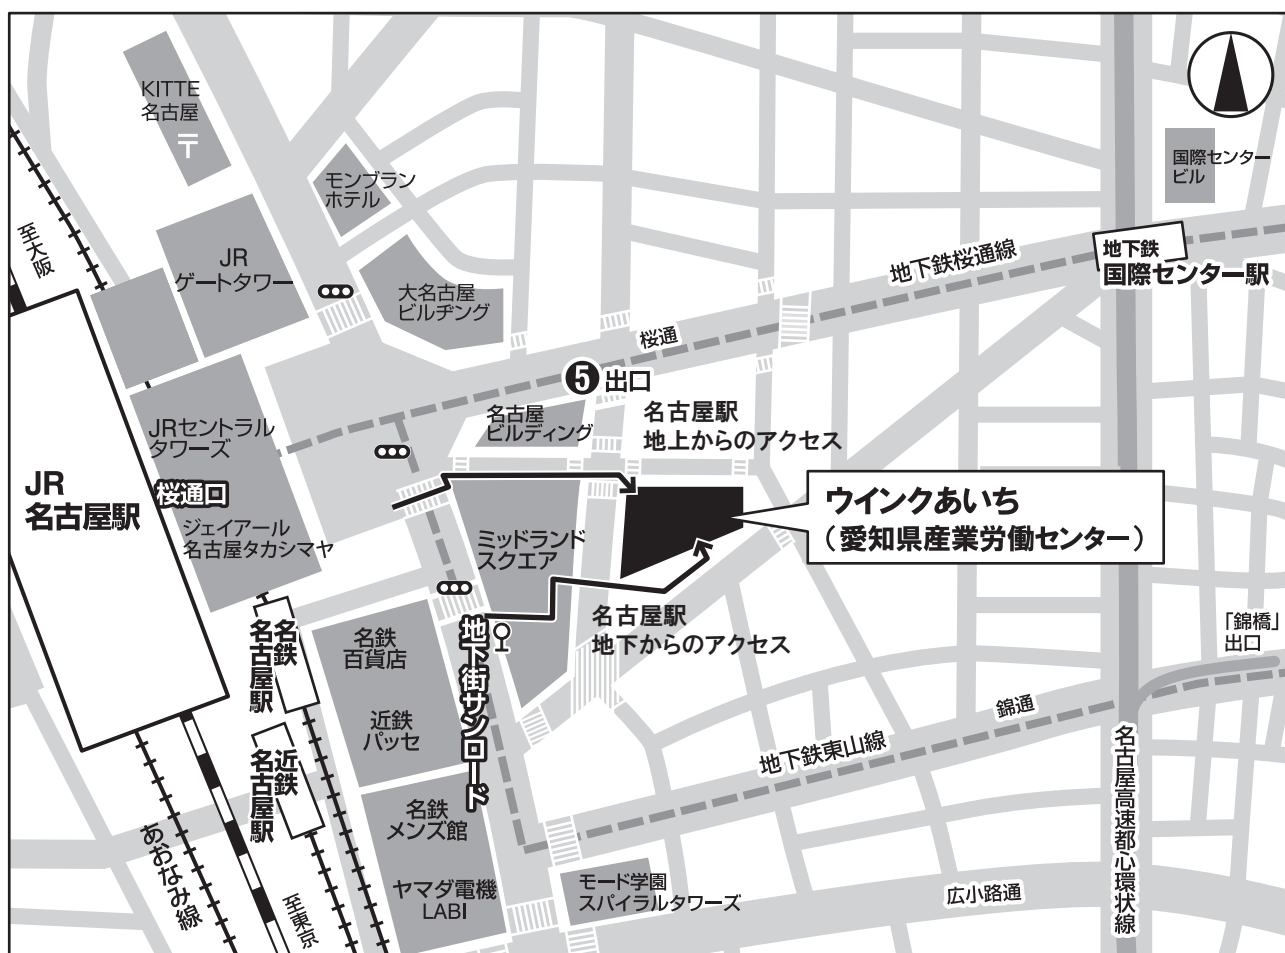 KITTE
名古屋
〒
モンブラン
ホテル
国際センター
ビル
至大阪
JR
ゲートタワー
大名古屋
ビルヂング
地下鉄桜通線
地下鉄
国際センター駅
桜通
❺出口
名古屋
ビルディング
名古屋駅
地上からのアクセス
JRセントラル
タワーズ
JR
名古屋駅
桜通口
ジェイアール
名古屋タカシマヤ
ミッドランド
スクエア
ウインクあいち
(愛知県産業労働センター)
名古屋駅
地下からのアクセス
名鉄
名古屋駅
名鉄
百貨店
地下街サンロード
「錦橋」
出口
近鉄
パッセ
近鉄
名古屋駅
錦通
地下鉄東山線
名古屋高速都心環状線
あおなみ線
名鉄
メンズ館
至東京
ヤマダ電機
LABI
モード学園
スパイラルタワーズ
広小路通